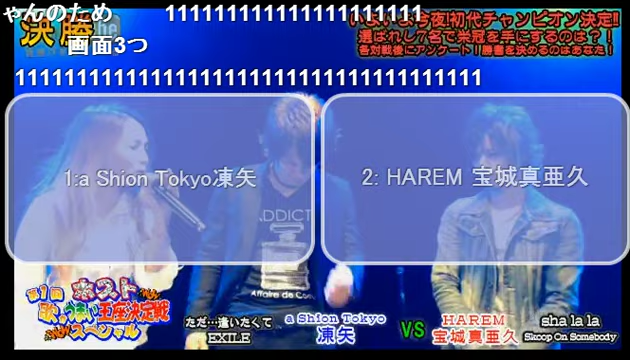 ゃんのため
11111111111111111111111111
決勝
画面3つ
いよいよ今夜!初代チャンピオン決定!!
選ばれし7名で栄冠を手にするのは?!
各対戦後にアンケート!!勝者を決めるのはあなた!
1111111111111111111111111111111111111111111111
1:a Shion Tokyo凍矢
2: HAREM 宝城真亜久
ADDICT
Affaire de Coe
第1回 ホスト
歌うまい王座決定戦
スペシャル
ただ…逢いたくて
EXILE
a Shion Tokyo
凍矢
VS
HAREM
宝城真亜久
sha la la
Skoop On Somebody